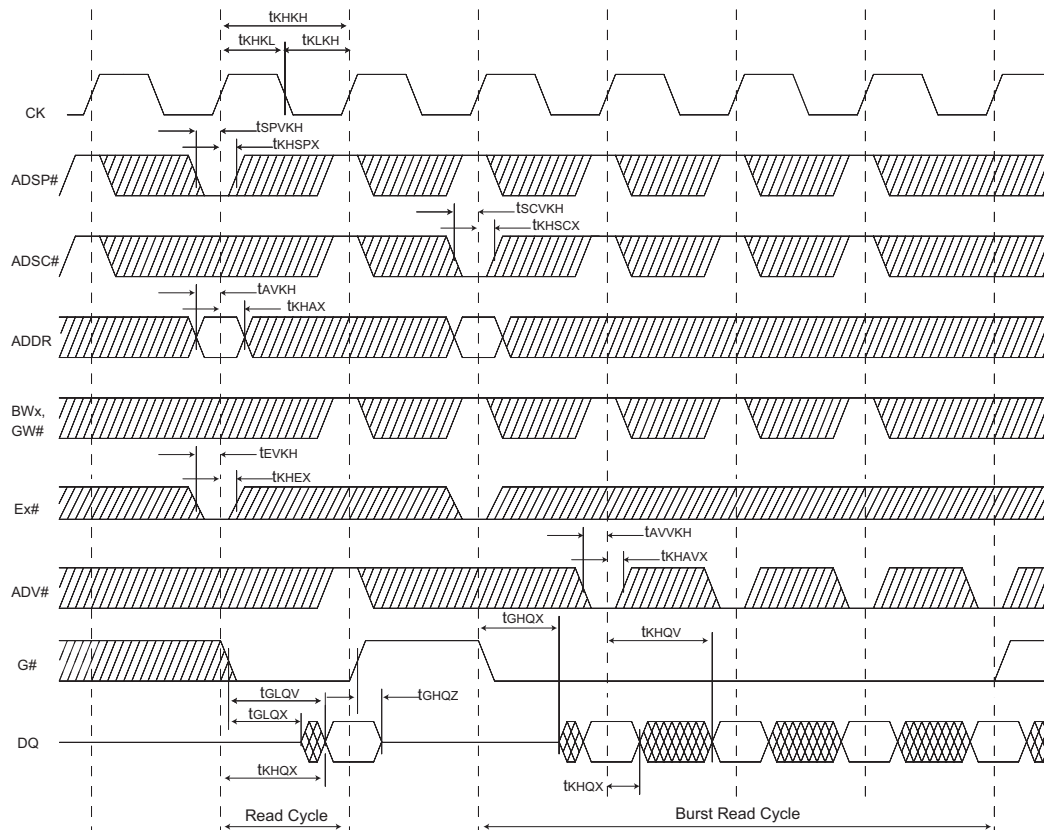 tKHKH
tKHKL
tKLKH
CK
tSPVKH
tKHSPX
ADSP#
tSCVKH
tKHSCX
ADSC#
tAVKH
tKHAX
ADDR
BWx,
GW#
tEVKH
tKHEX
Ex#
tAVVKH
tKHAVX
ADV#
tGHQX
tKHQV
G#
tGLQV
tGHQZ
tGLQX
DQ
tKHQX
tKHQX
Read Cycle
Burst Read Cycle